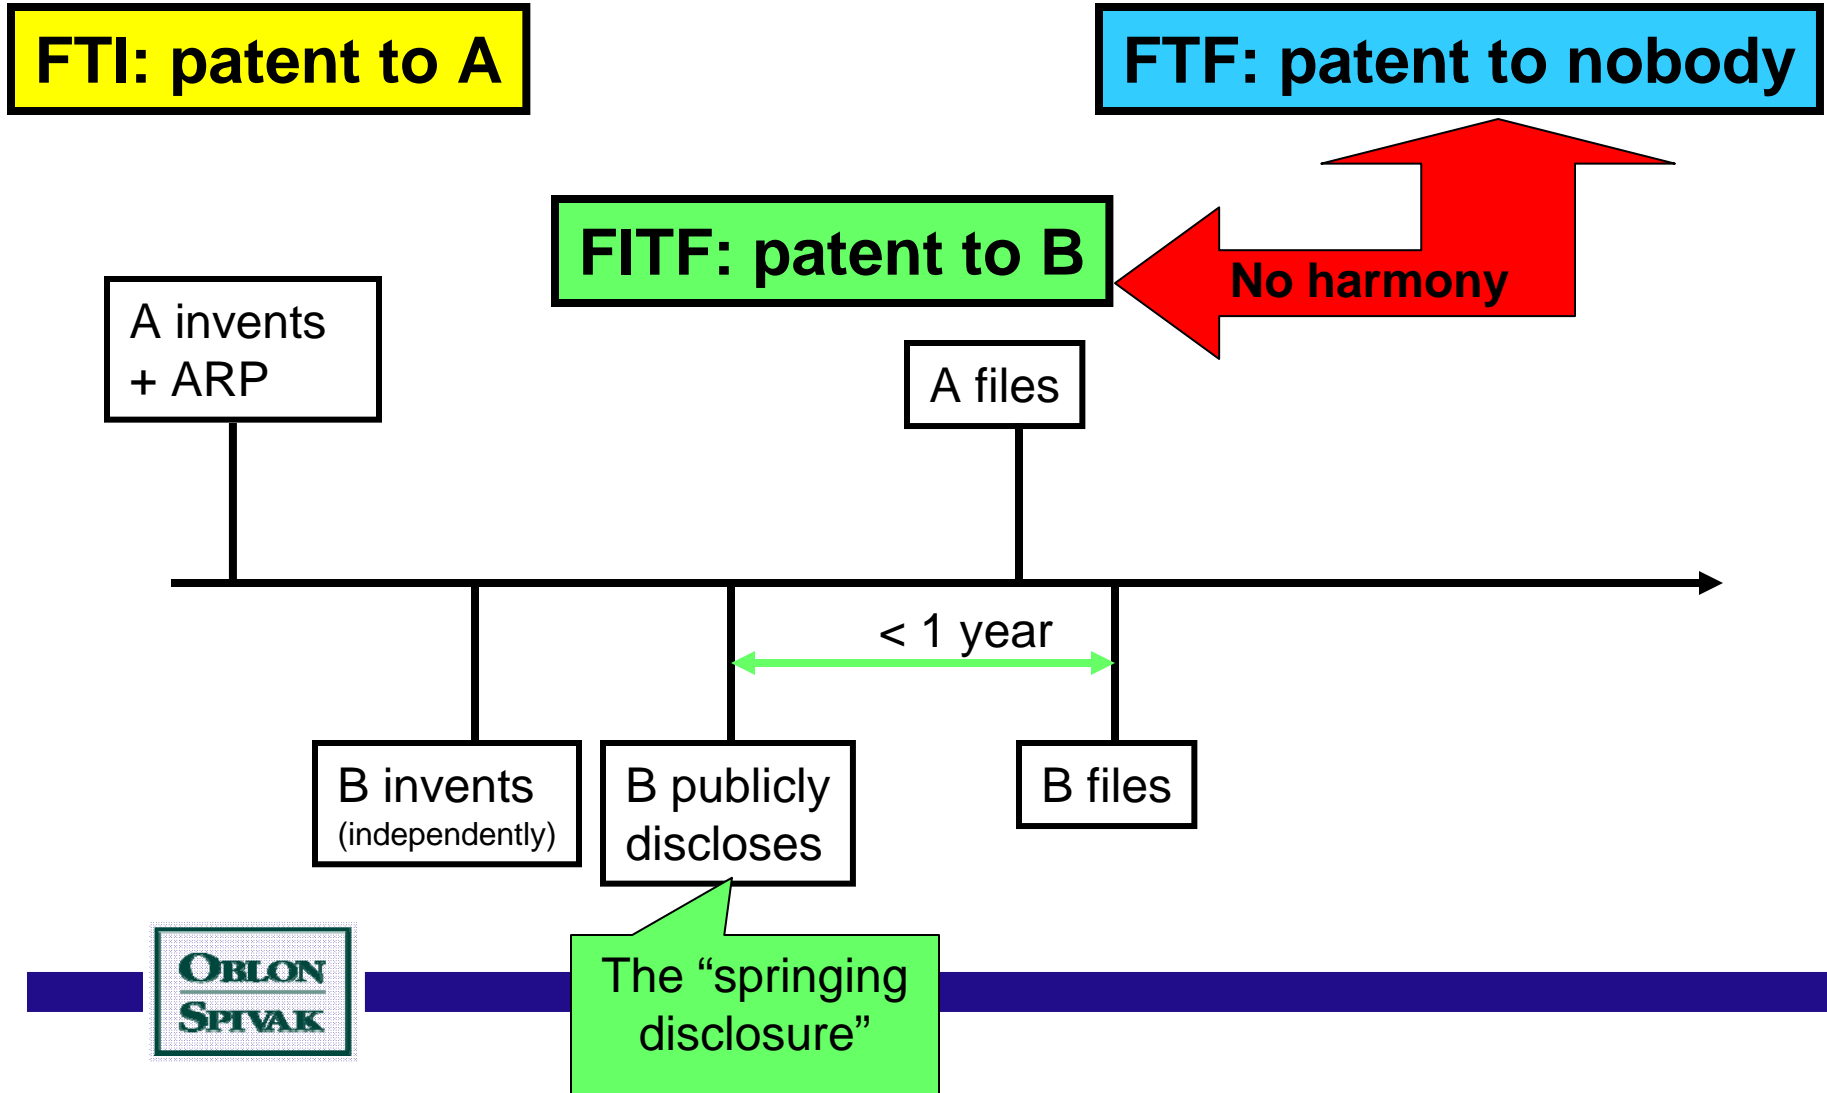 FTI: patent to A
FTF: patent to nobody
FITF: patent to B
No harmony
A invents
+ ARP
A files
< 1 year
B invents
(independently)
B publicly
discloses
B files
The “springing
disclosure”
OBLON
SPIVAK